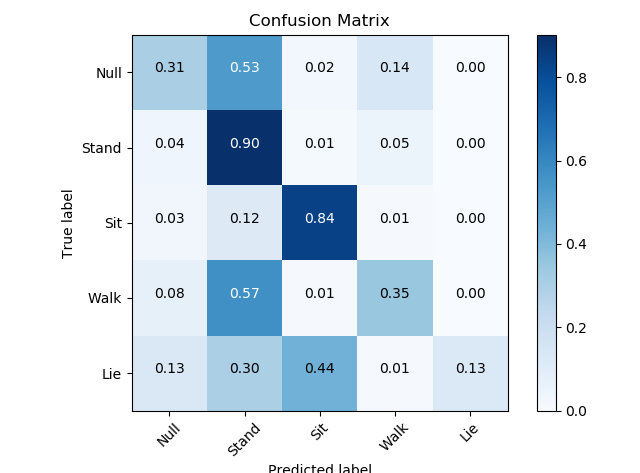 Confusion Matrix
True label
Null 0.31 0.53 0.02 0.14 0.00
Stand 0.04 0.90 0.01 0.05 0.00
Sit 0.03 0.12 0.84 0.01 0.00
Walk 0.08 0.57 0.01 0.35 0.00
Lie 0.13 0.30 0.44 0.01 0.13
Null Stand Sit Walk Lie
Predicted label
0.8
0.6
0.4
0.2
0.0